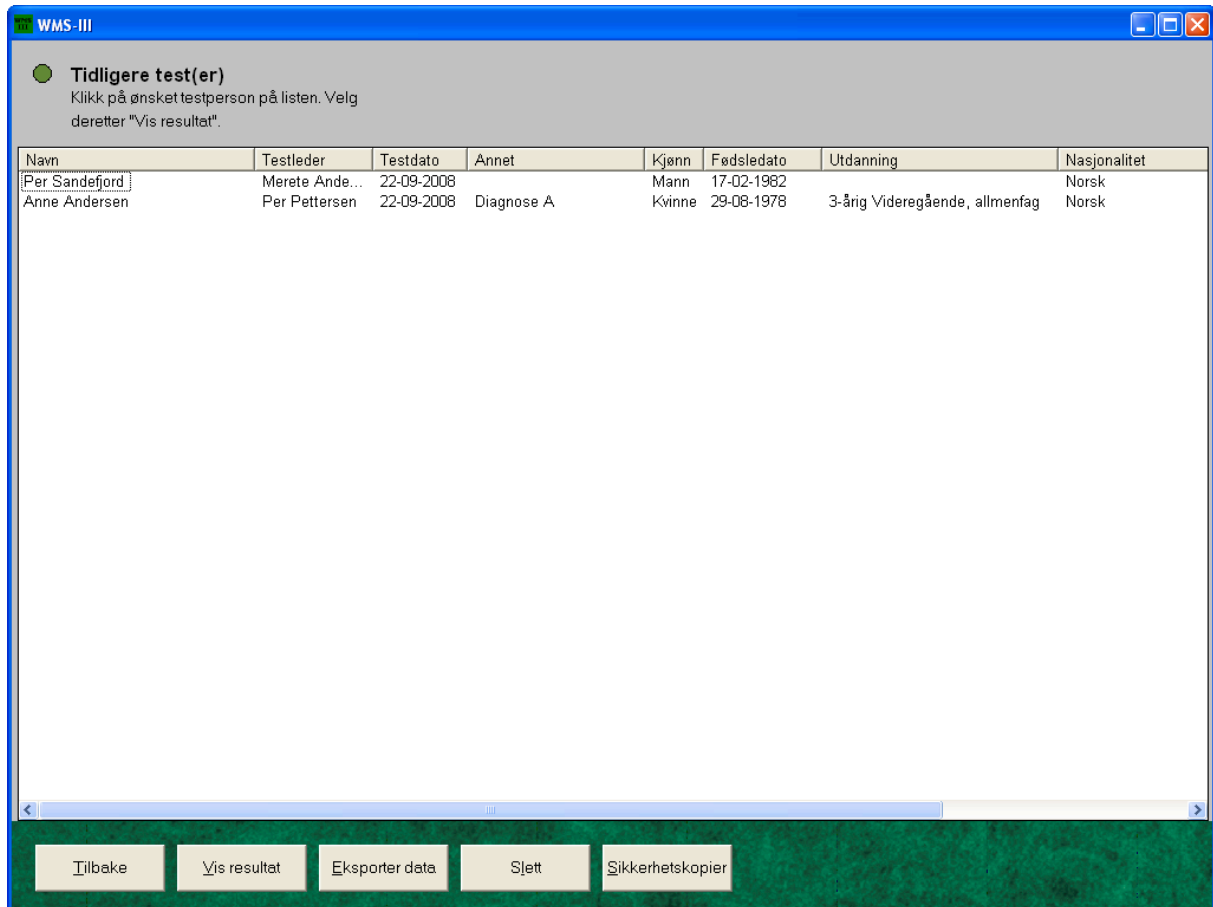 WMS-III
Tidligere test(er)
Klikk på ønsket testperson på listen. Velg
deretter "Vis resultat".
Navn Testleder Testdato Annet Kjønn Fødsledato Utdanning Nasjonalitet
Per Sandefjord Merete Ande... 22-09-2008 Mann 17-02-1982 Norsk
Anne Andersen Per Pettersen 22-09-2008 Diagnose A Kvinne 29-08-1978 3-årig Videregående, allmenfag Norsk
Tilbake Vis resultat Eksporter data Slett Sikkerhetskopier